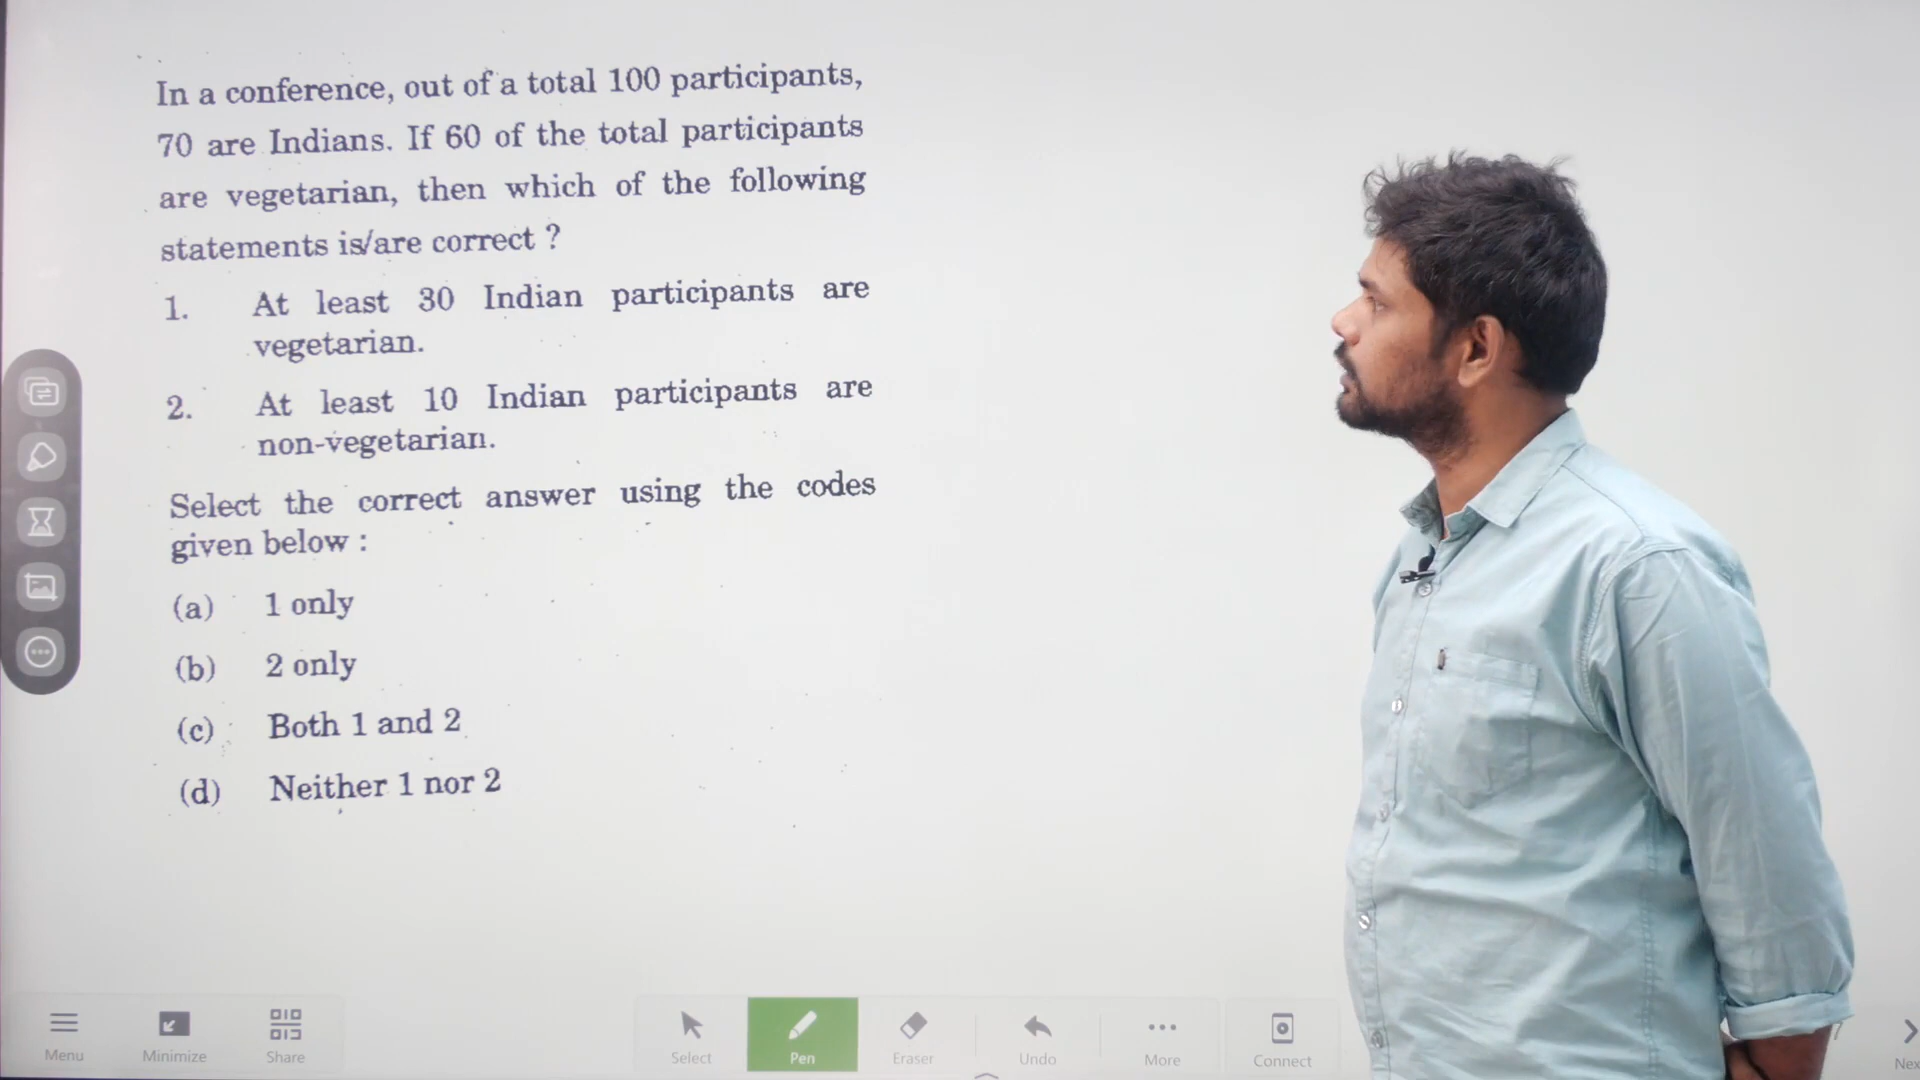 In a conference, out of a total 100 participants,
70 are Indians. If 60 of the total participants
are vegetarian, then which of the following
statements is/are correct ?
1. At least 30 Indian participants are
vegetarian.
2. At least 10 Indian participants are
non-vegetarian.
Select the correct answer using the codes
given below :
(a) 1 only
(b) 2 only
(c) Both 1 and 2
(d) Neither 1 nor 2
Menu
Minimize
Share
Select
Pen
Eraser
Undo
More
Connect
7